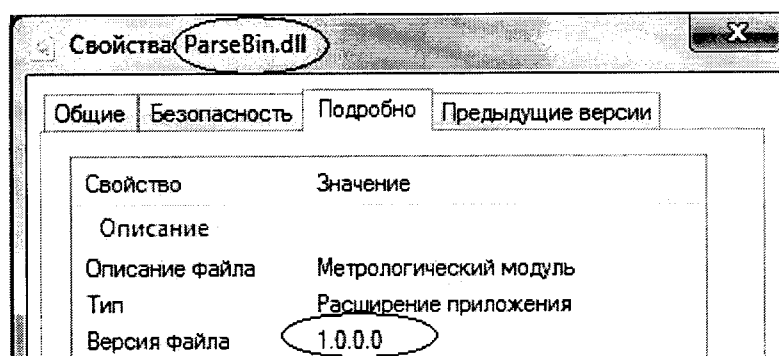 Свойства: ParseBin.dll
Общие Безопасность Подробно Предыдущие версии
Свойство Значение
Описание
Описание файла Метрологический модуль
Тип Расширение приложения
Версия файла 1.0.0.0